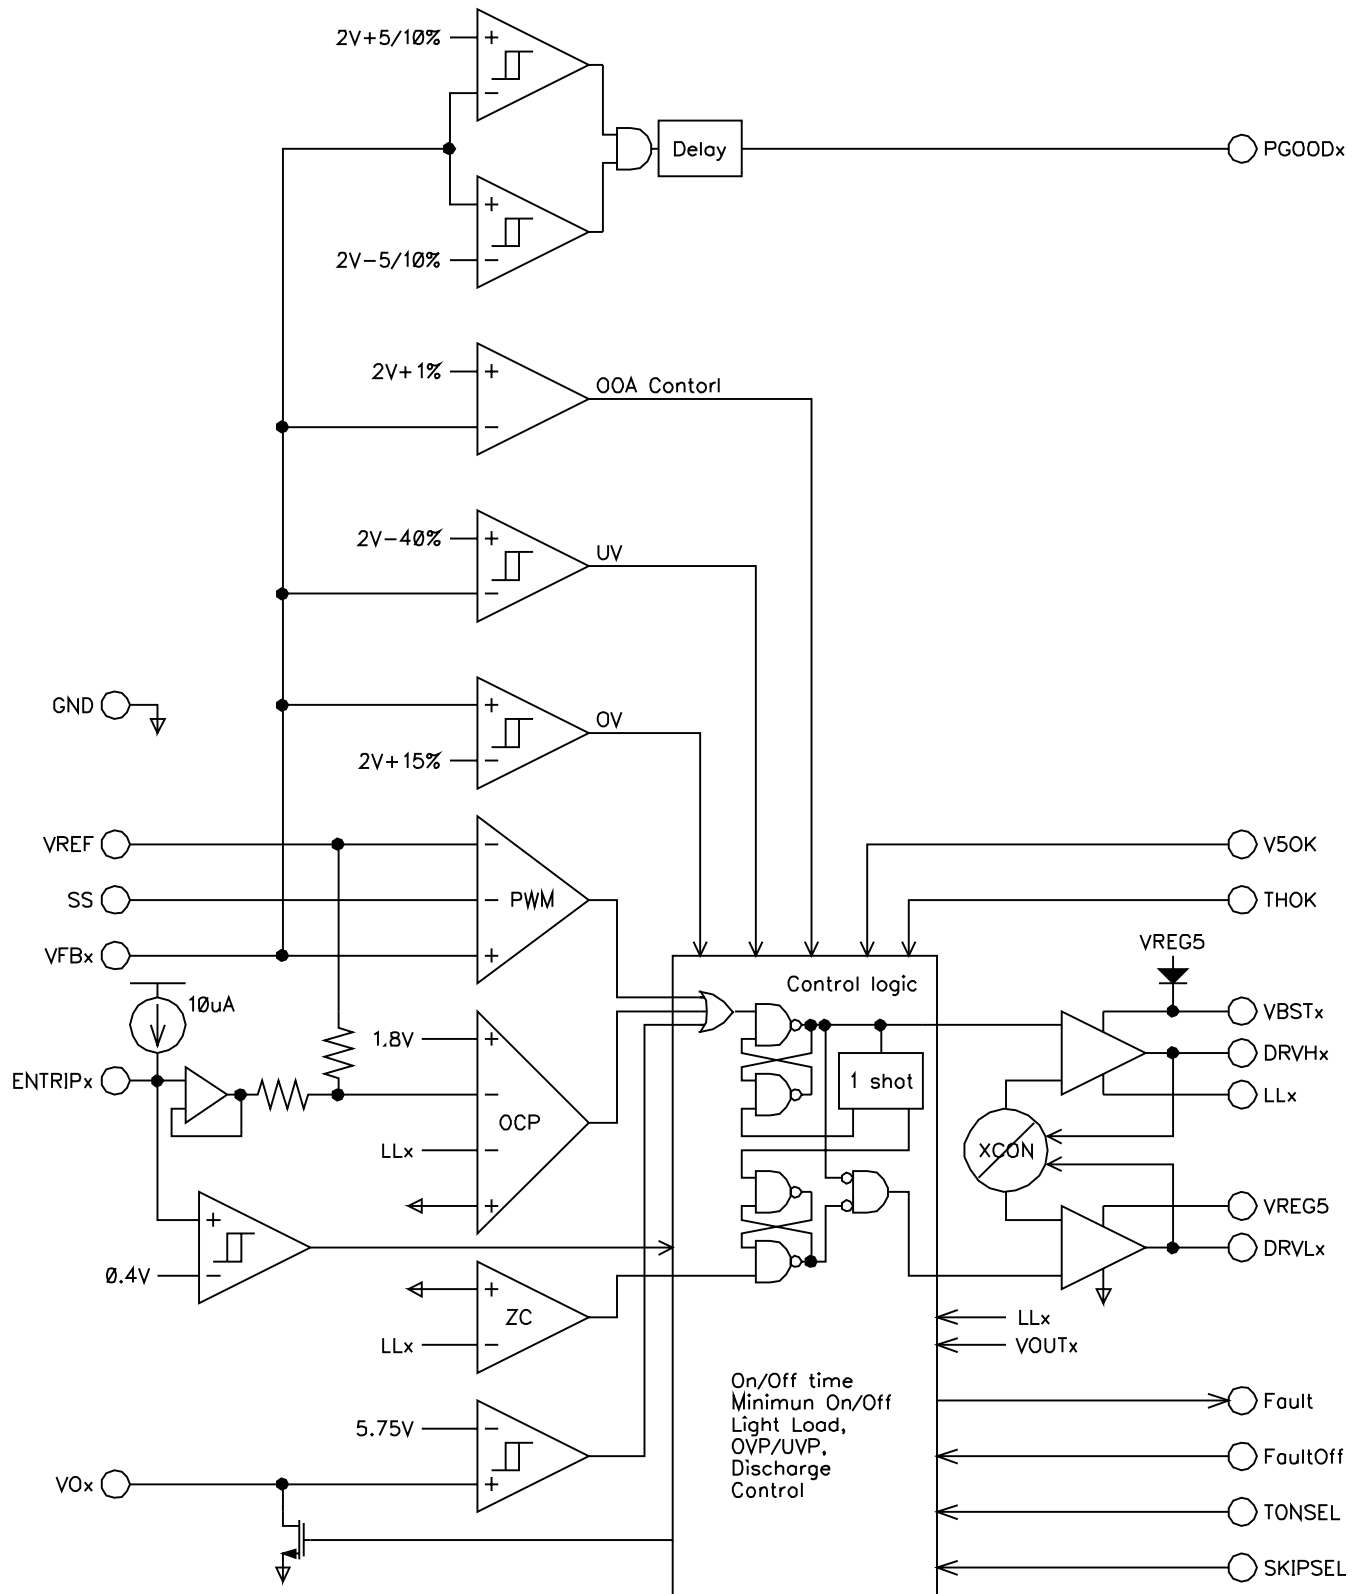 2V+5/10%
+
−
Delay
PGOODx
+
2V−5/10%
−
2V+1%
+
OOA Contorl
−
2V−40%
+
UV
−
GND
+
OV
2V+15%
−
VREF
−
V5OK
SS
−
PWM
THOK
VREG5
VFBx
+
Control logic
10uA
VBSTx
1.8V
+
DRVHx
ENTRIPx
1 shot
−
LLx
OCP
LLx
−
XCON
+
VREG5
+
DRVLx
0.4V
−
+
ZC
LLx
LLx
−
VOUTx
On/Off time
Minimun On/Off
Light Load,
OVP/UVP,
Discharge
Control
Fault
5.75V
−
FaultOff
VOx
+
TONSEL
SKIPSEL